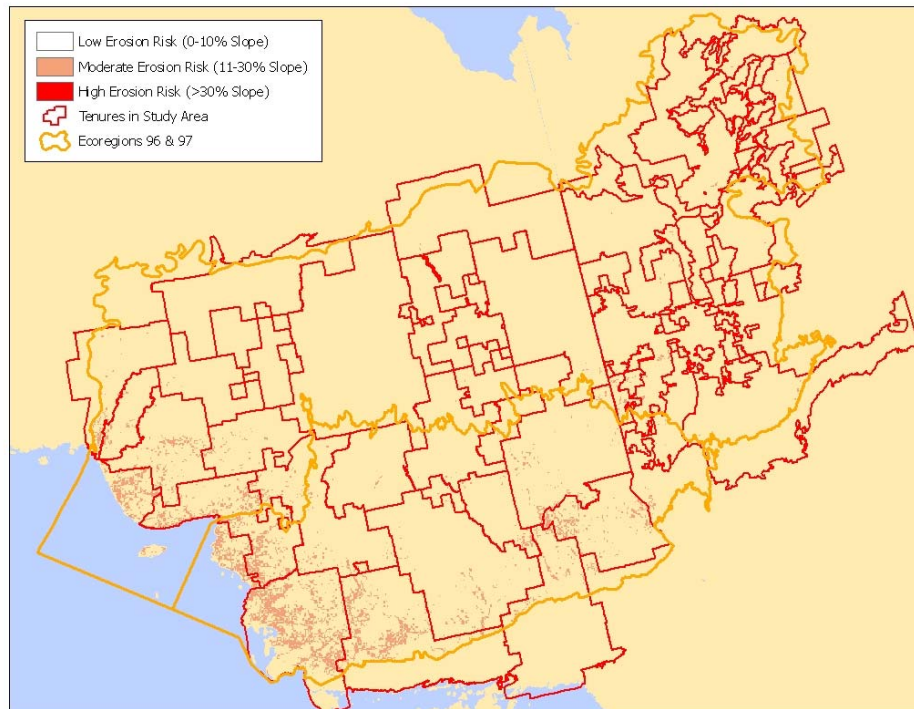 Low Erosion Risk (0-10% Slope)
Moderate Erosion Risk (11-30% Slope)
High Erosion Risk (>30% Slope)
Tenures in Study Area
Ecoregions 96 & 97